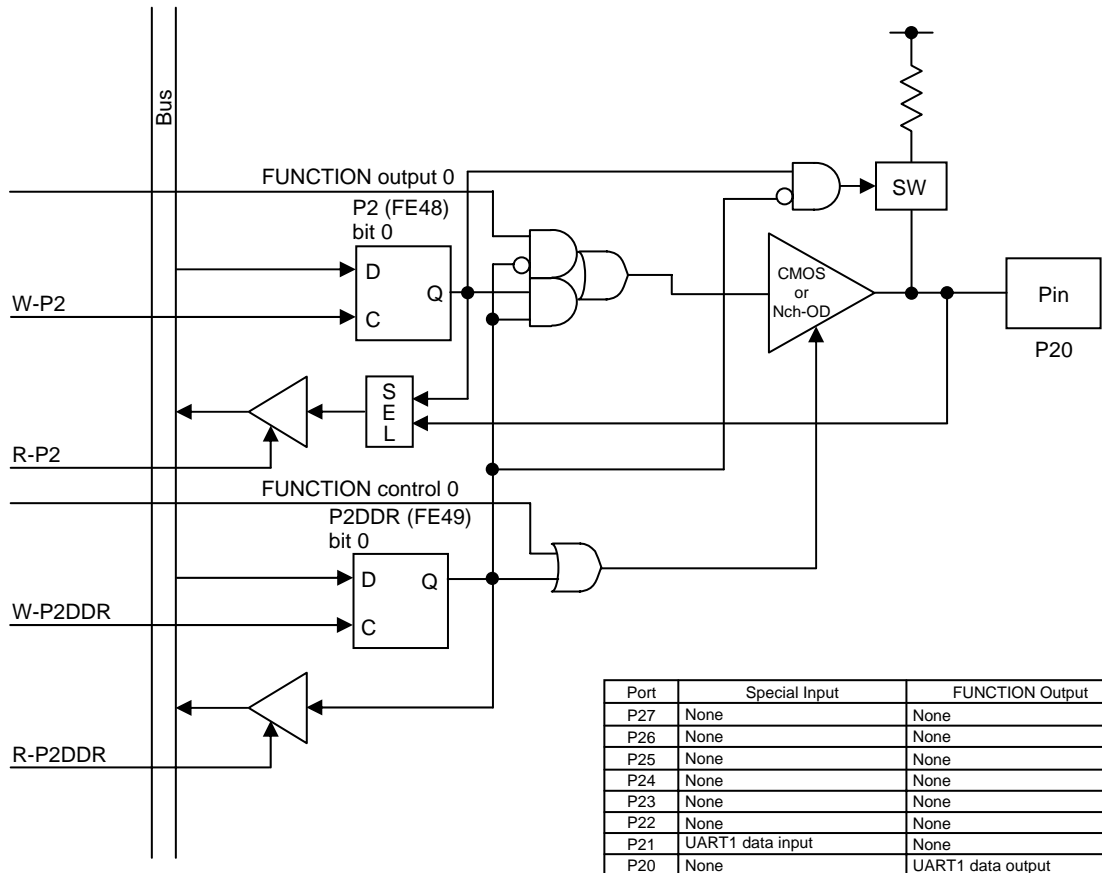 Bus
FUNCTION output 0
P2 (FE48)
bit 0
D
Q
C
W-P2
SW
CMOS
or
Nch-OD
Pin
P20
S
E
L
R-P2
FUNCTION control 0
P2DDR (FE49)
bit 0
D
Q
C
W-P2DDR
R-P2DDR
Port Special Input FUNCTION Output
P27 None None
P26 None None
P25 None None
P24 None None
P23 None None
P22 None None
P21 UART1 data input None
P20 None UART1 data output